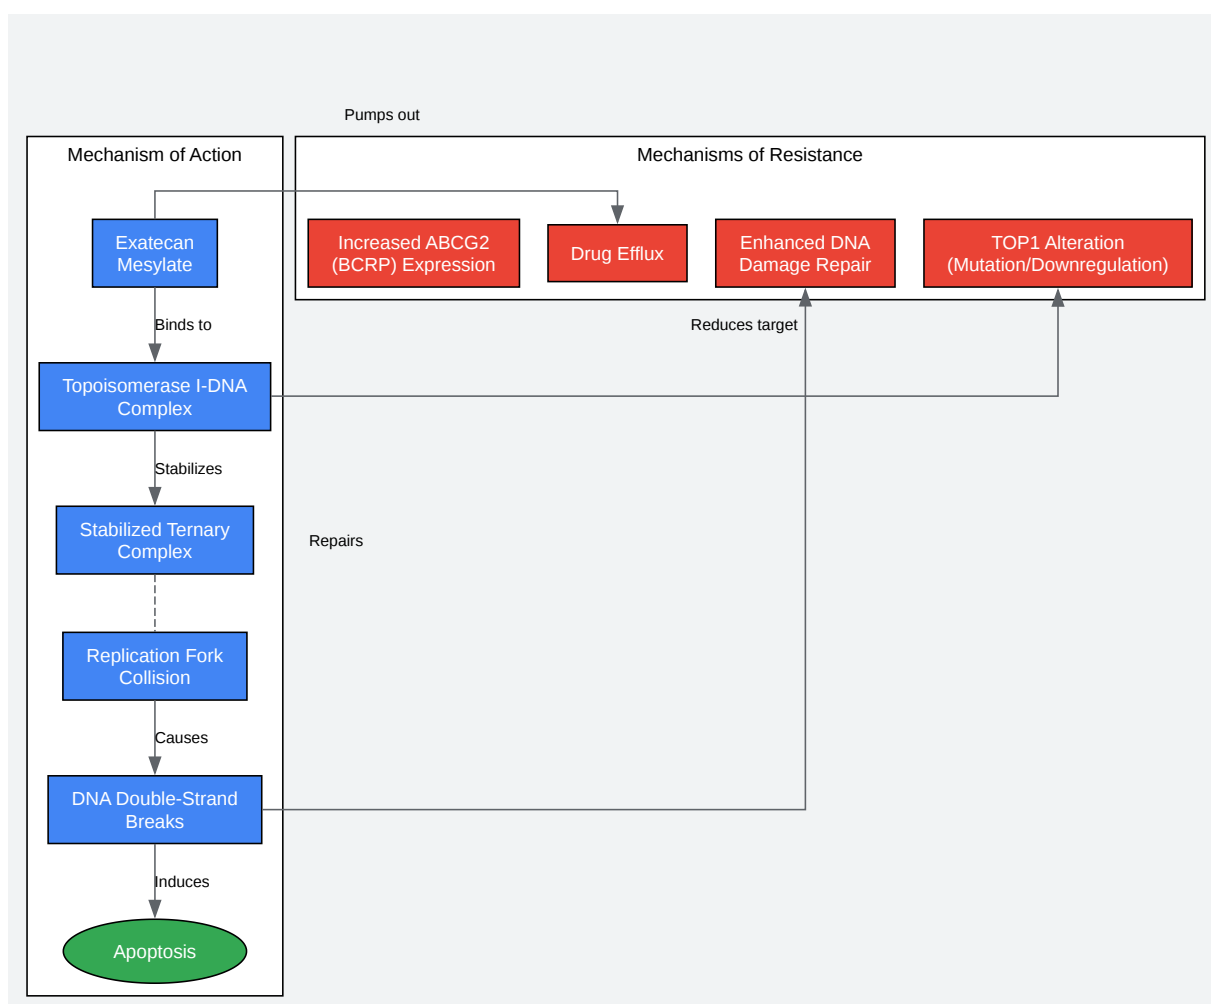 Pumps out
Mechanism of Action
Mechanisms of Resistance
Exatecan
Mesylate
Increased ABCG2
(BCRP) Expression
Drug Efflux
Enhanced DNA
Damage Repair
TOP1 Alteration
(Mutation/Downregulation)
Binds to
Reduces target
Topoisomerase I-DNA
Complex
Stabilizes
Stabilized Ternary
Complex
Repairs
Replication Fork
Collision
Causes
DNA Double-Strand
Breaks
Induces
Apoptosis